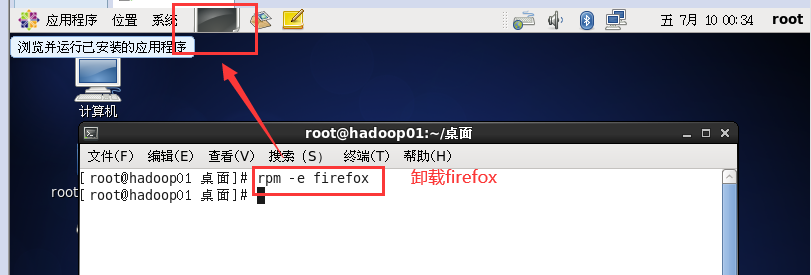 应用程序 位置 系统 五 7月 10 00:34 root
浏览并运行已安装的应用程序
计算机
root@hadoop01:~/桌面
文件(F) 编辑(E) 查看(V) 搜索 (S) 终端(T) 帮助(H)
[root@hadoop01 桌面]# rpm -e firefox
卸载firefox
[root@hadoop01 桌面]#
root